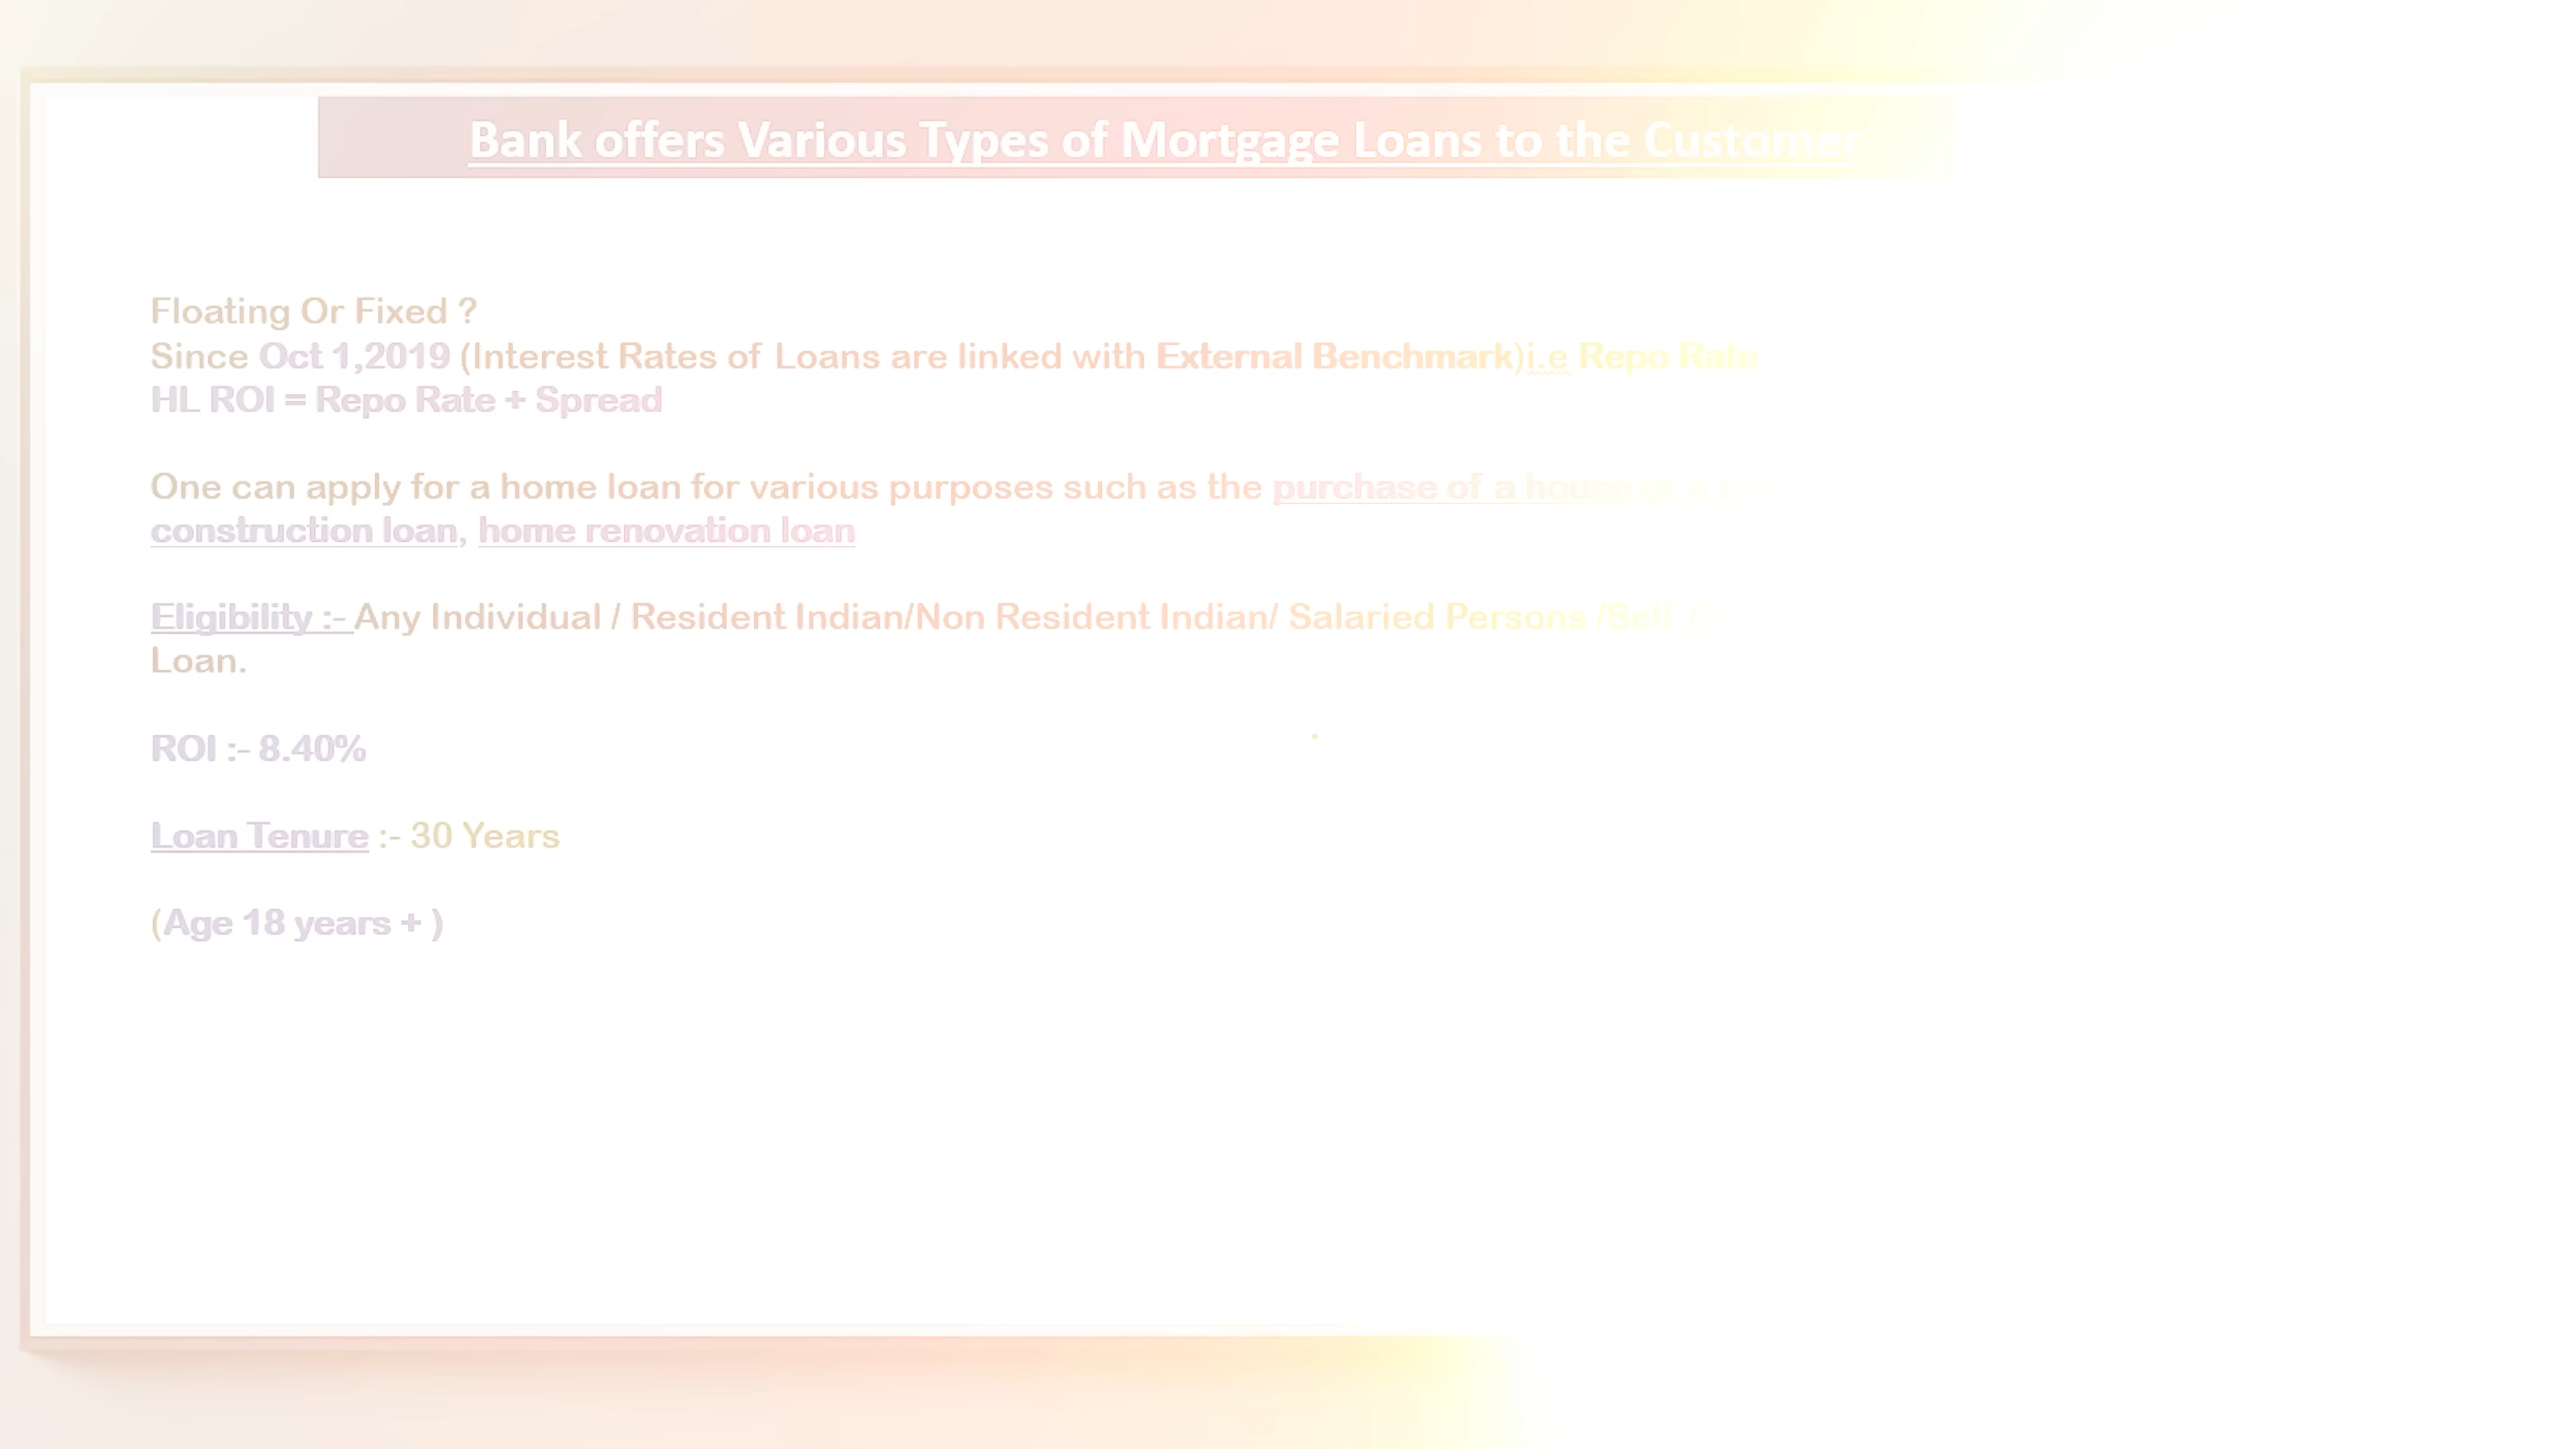 Bank offers Various Types of Mortgage Loans to the Customer
Floating Or Fixed ?
Since Oct 1,2019 (Interest Rates of Loans are linked with External Benchmark)i.e Repo Rate
HL ROI = Repo Rate + Spread
One can apply for a home loan for various purposes such as the purchase of a house or a
construction loan, home renovation loan
Eligibility :- Any Individual / Resident Indian/Non Resident Indian/ Salaried Persons /Self
Loan.
ROI :- 8.40%
Loan Tenure :- 30 Years
(Age 18 years + )